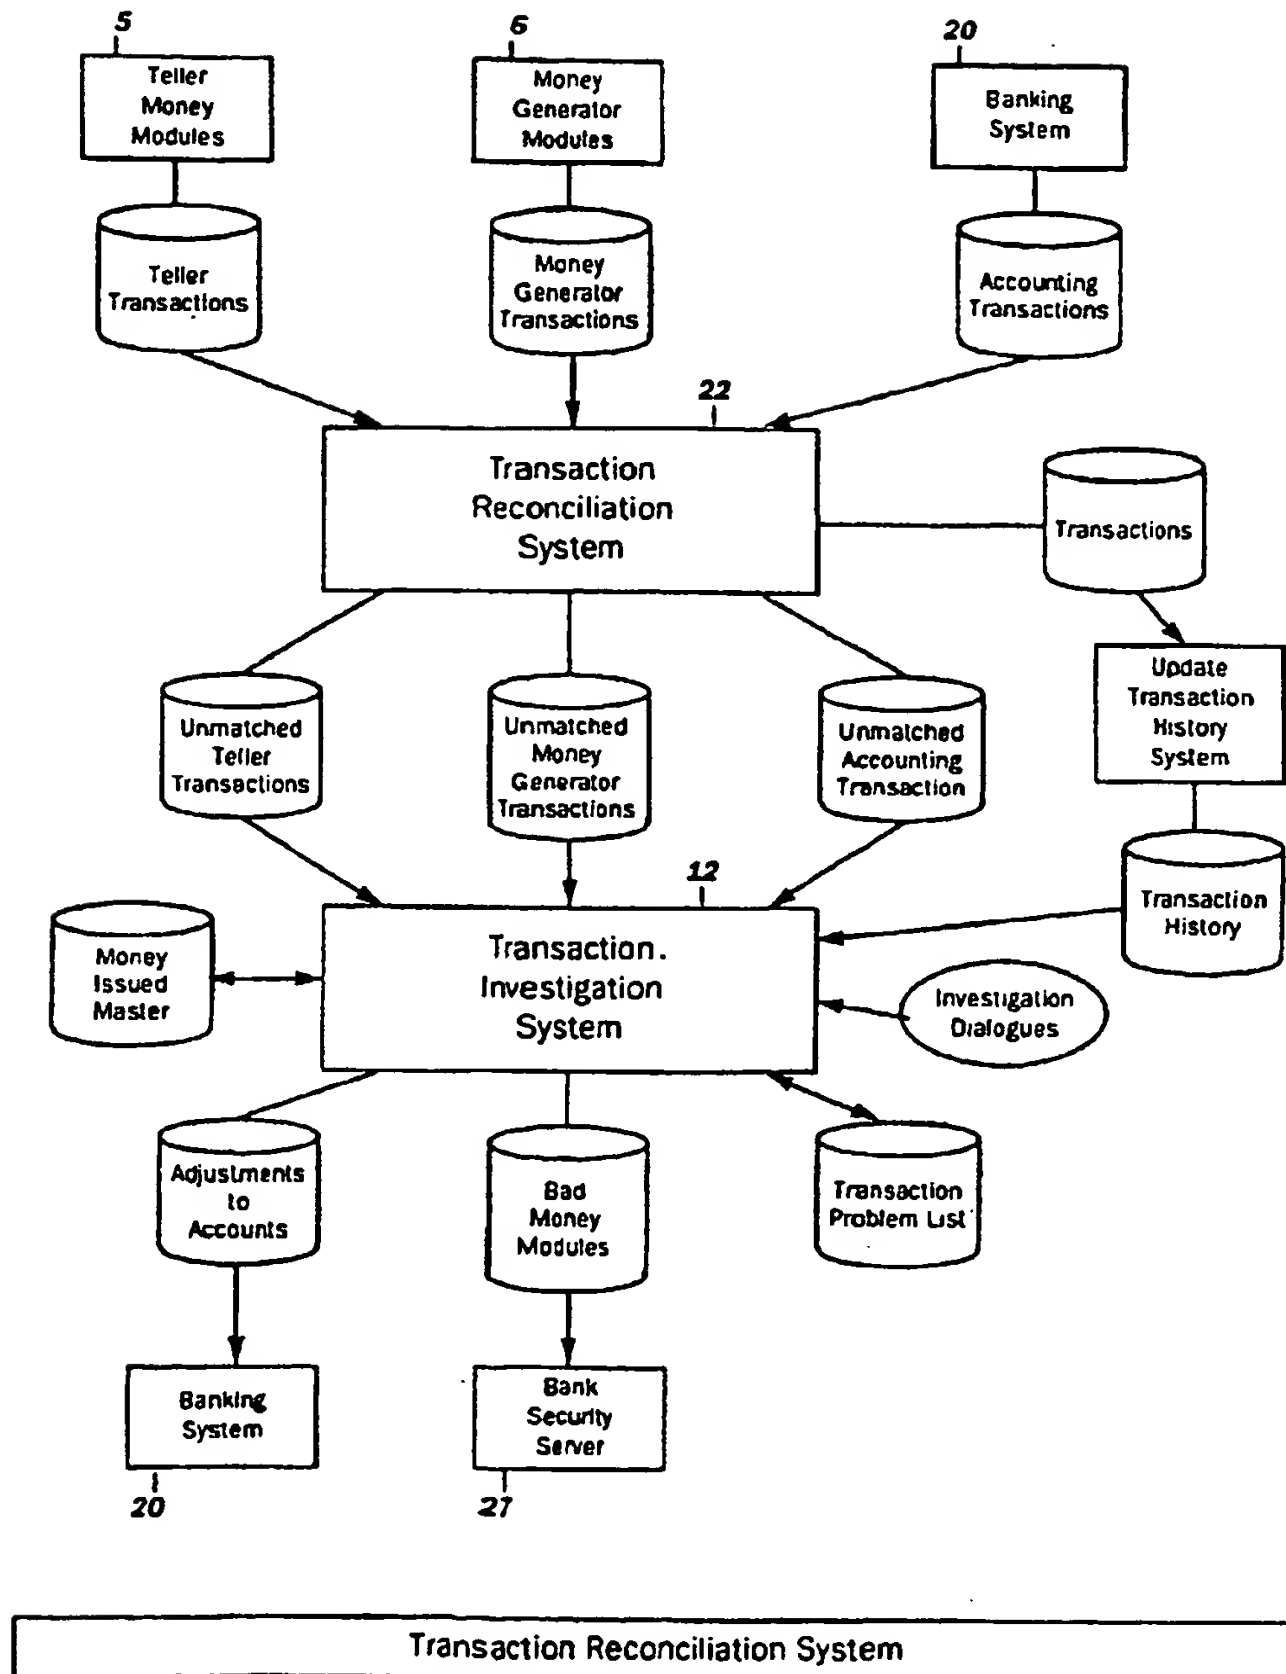 5
6
20
Teller
Money
Modules
Money
Generator
Modules
Banking
System
Teller
Transactions
Money
Generator
Transactions
Accounting
Transactions
22
Transaction
Reconciliation
System
Transactions
Unmatched
Teller
Transactions
Unmatched
Money
Generator
Transactions
Unmatched
Accounting
Transaction
Update
Transaction
History
System
12
Transaction
History
Money
Issued
Master
Transaction.
Investigation
System
Investigation
Dialogues
Adjustments
to
Accounts
Bad
Money
Modules
Transaction
Problem List
Banking
System
Bank
Security
Server
20
27
Transaction Reconciliation System